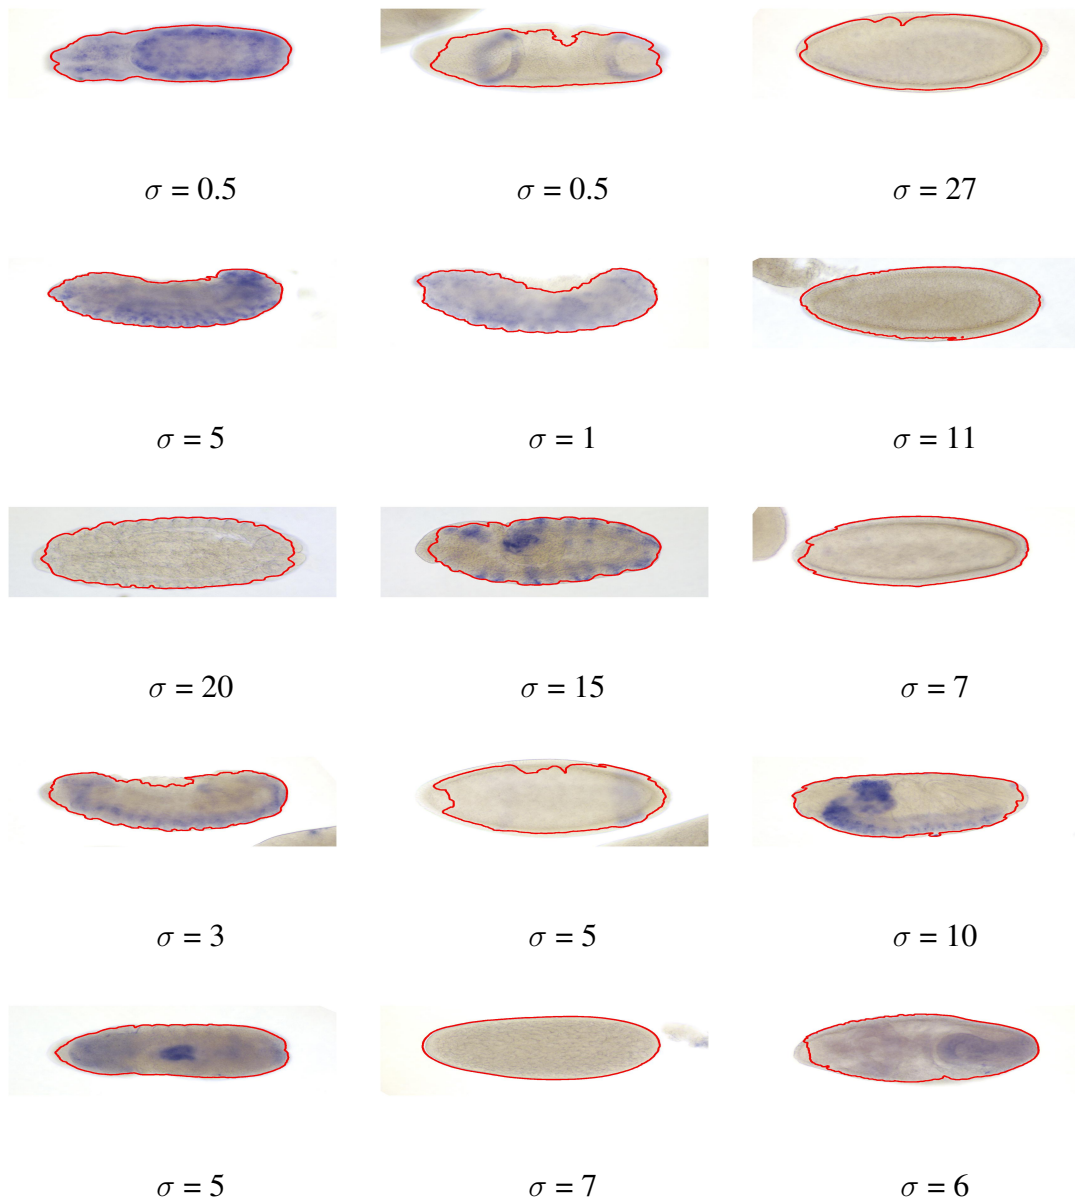 σ = 0.5 σ = 0.5 σ = 27
σ = 5 σ = 1 σ = 11
σ = 20 σ = 15 σ = 7
σ = 3 σ = 5 σ = 10
σ = 5 σ = 7 σ = 6